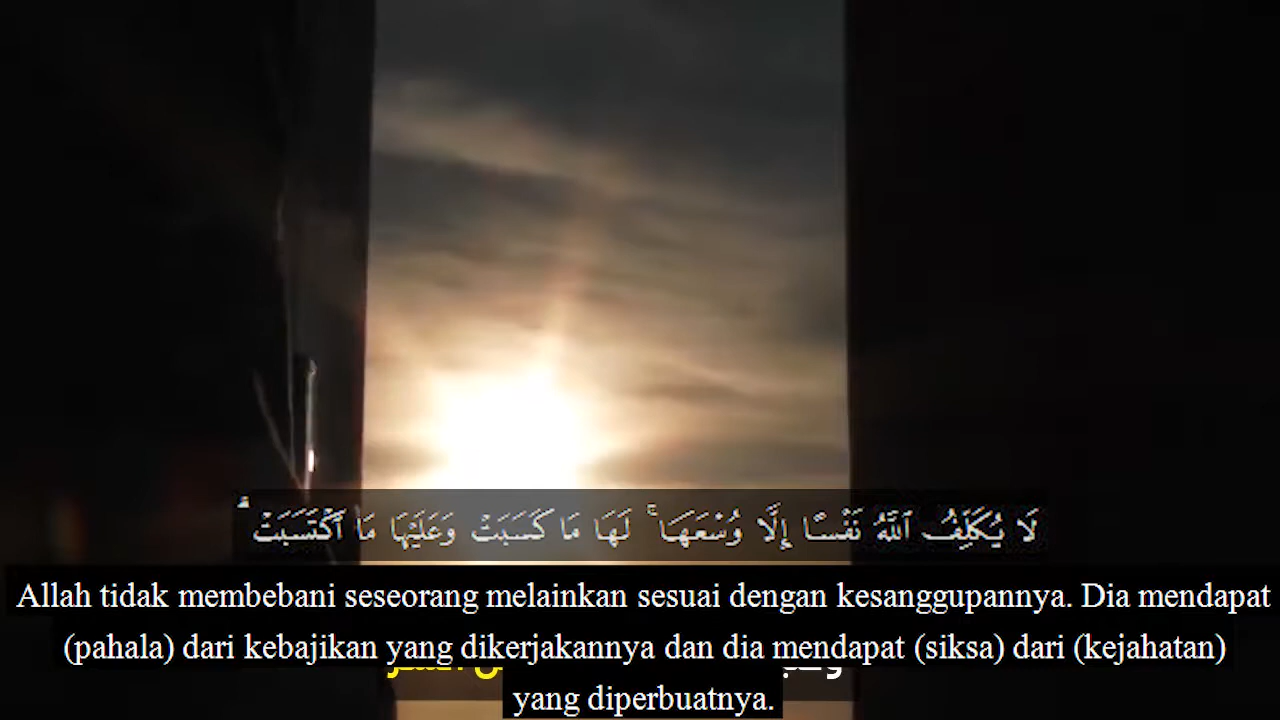 لَا يُكَلِّفُ ٱللَّهُ نَفْسًا إِلَّا وُسْعَهَا ۚ لَهَا مَا كَسَبَتْ وَعَلَيْهَا مَا ٱكْتَسَبَتْ ۗ
Allah tidak membebani seseorang melainkan sesuai dengan kesanggupannya. Dia mendapat
(pahala) dari kebajikan yang dikerjakannya dan dia mendapat (siksa) dari (kejahatan)
yang diperbuatnya.